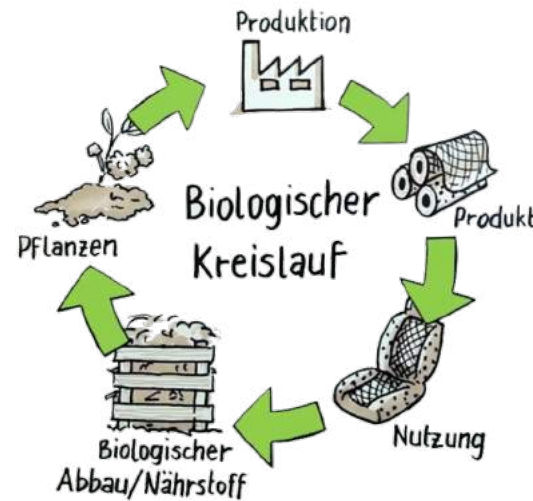 Produktion
Biologischer
Kreislauf
Produkt
Nutzung
Biologischer
Abbau/Nährstoff
Pflanzen